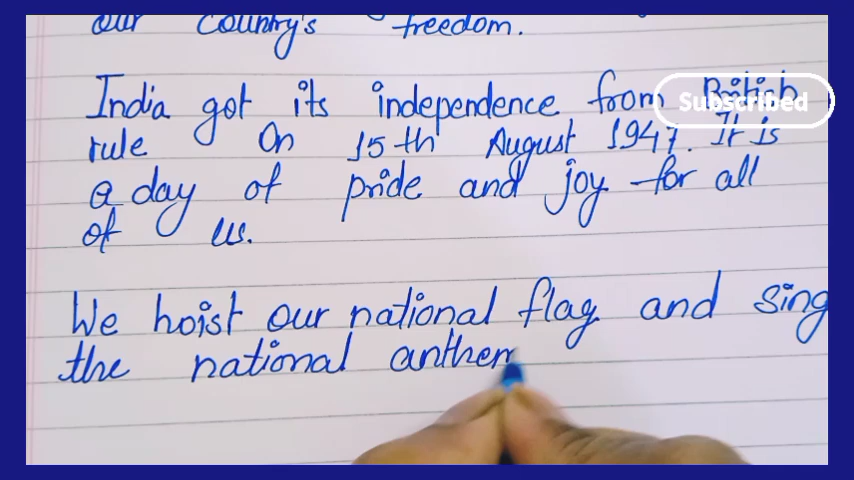 our country's freedom.
India got its independence from British
Subscribed
rule On 15th August 1947. It is
a day of pride and joy for all
of us.
We hoist our national flag and sing
the national anthem